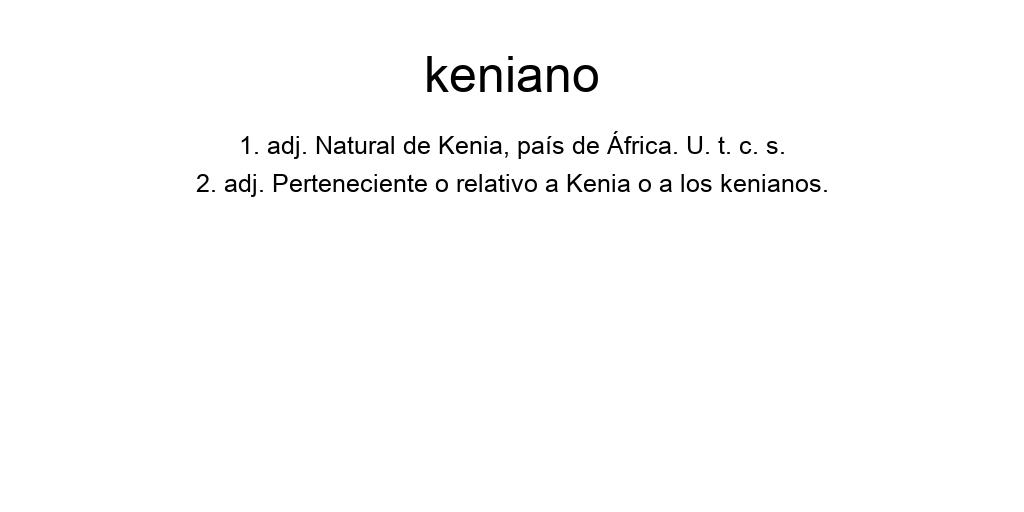 keniano
1. adj. Natural de Kenia, país de África. U. t. c. s.
2. adj. Perteneciente o relativo a Kenia o a los kenianos.